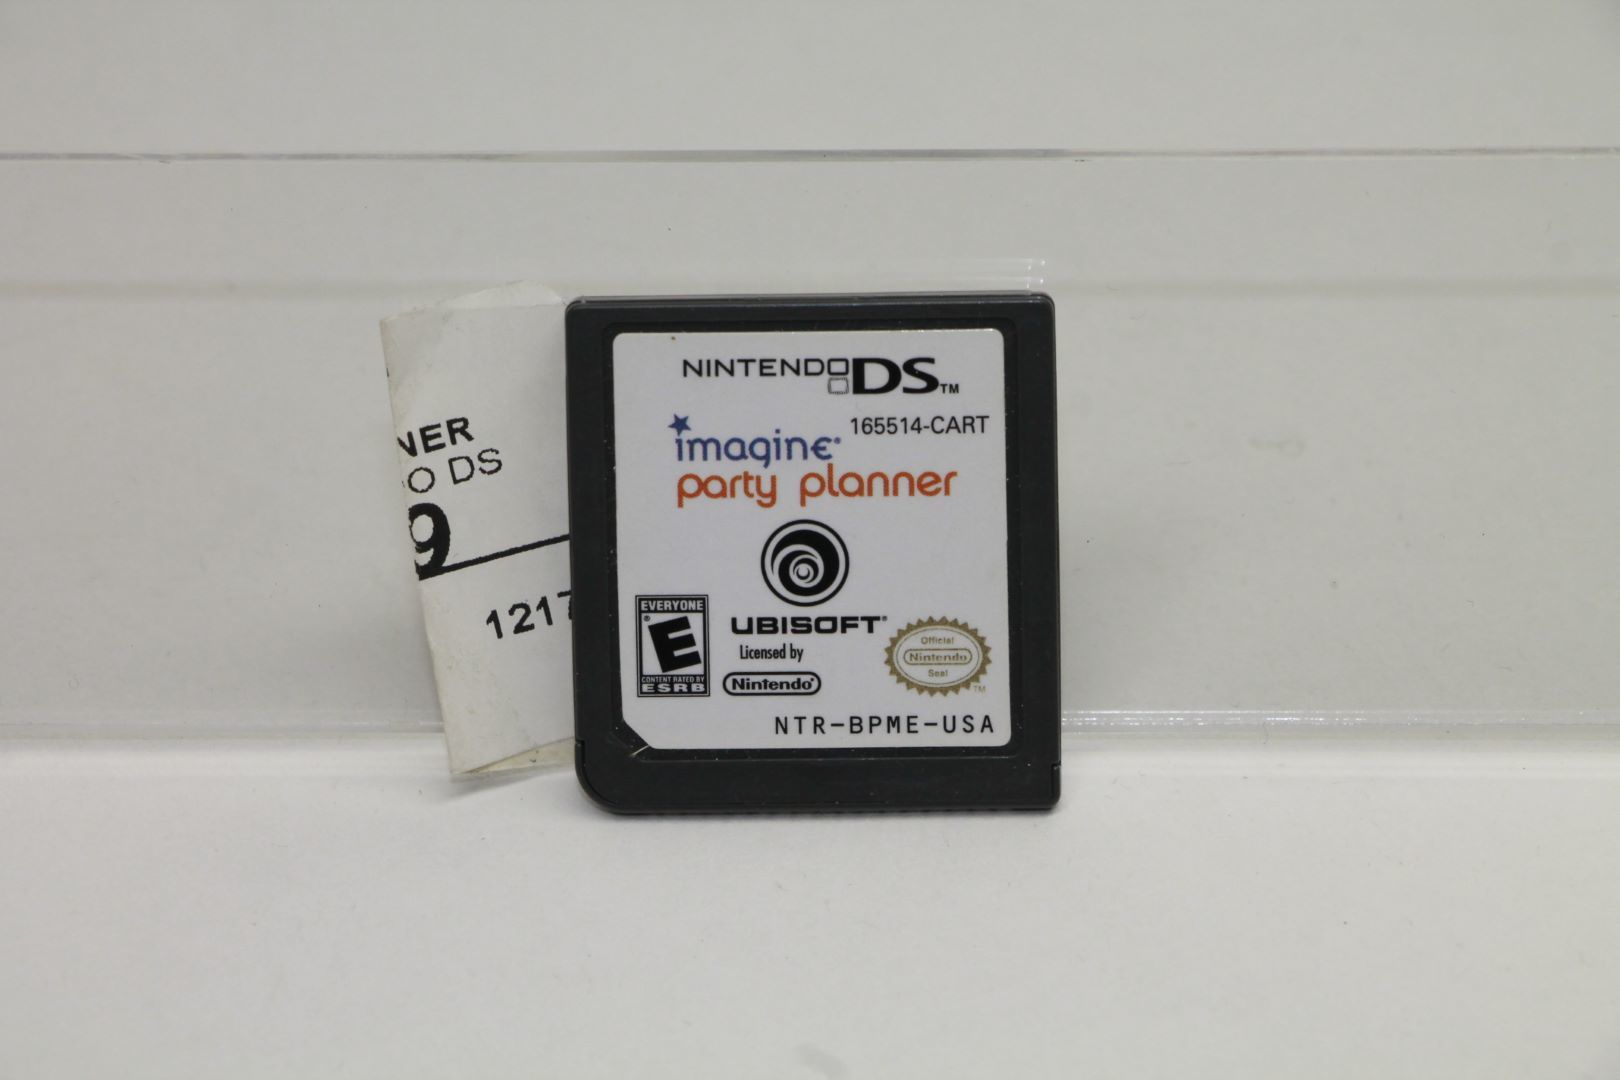 NINTENDO DS™
165514-CART
imagine®
party planner
UBISOFT®
EVERYONE
E
CONTENT RATED BY
ESRB
Licensed by
Nintendo®
Official
Nintendo
Seal
TM
NTR-BPME-USA
NER
O DS
9
1217